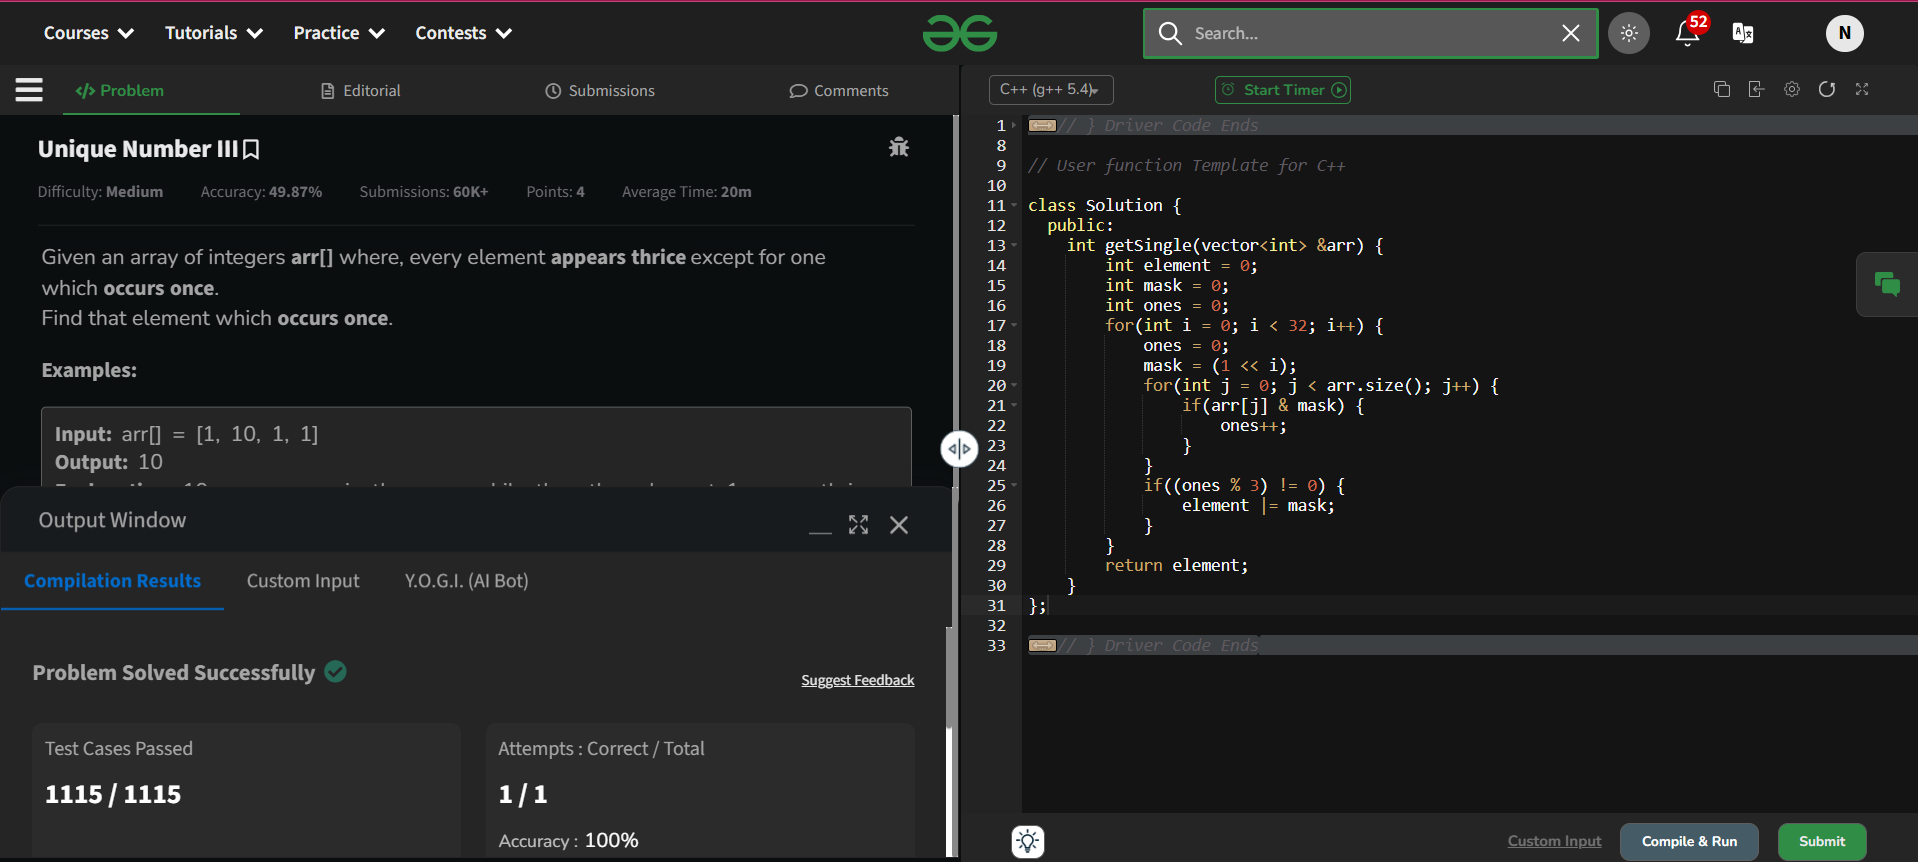 Courses Tutorials Practice Contests
Search...
52
N
</> Problem Editorial Submissions Comments
C++ (g++ 5.4) Start Timer
Unique Number III
Difficulty: Medium Accuracy: 49.87% Submissions: 60K+ Points: 4 Average Time: 20m
Given an array of integers arr[] where, every element appears thrice except for one
which occurs once.
Find that element which occurs once.
Examples:
Input: arr[] = [1, 10, 1, 1]
Output: 10
Output Window
Compilation Results Custom Input Y.O.G.I. (AI Bot)
Problem Solved Successfully
Suggest Feedback
Test Cases Passed
1115 / 1115
Attempts : Correct / Total
1 / 1
Accuracy : 100%
1 // } Driver Code Ends
8
9 // User function Template for C++
10
11 class Solution {
12 public:
13 int getSingle(vector<int> &arr) {
14 int element = 0;
15 int mask = 0;
16 int ones = 0;
17 for(int i = 0; i < 32; i++) {
18 ones = 0;
19 mask = (1 << i);
20 for(int j = 0; j < arr.size(); j++) {
21 if(arr[j] & mask) {
22 ones++;
23 }
24 }
25 if((ones % 3) != 0) {
26 element |= mask;
27 }
28 }
29 return element;
30 }
31 };
32
33 // } Driver Code Ends
Custom Input Compile & Run Submit